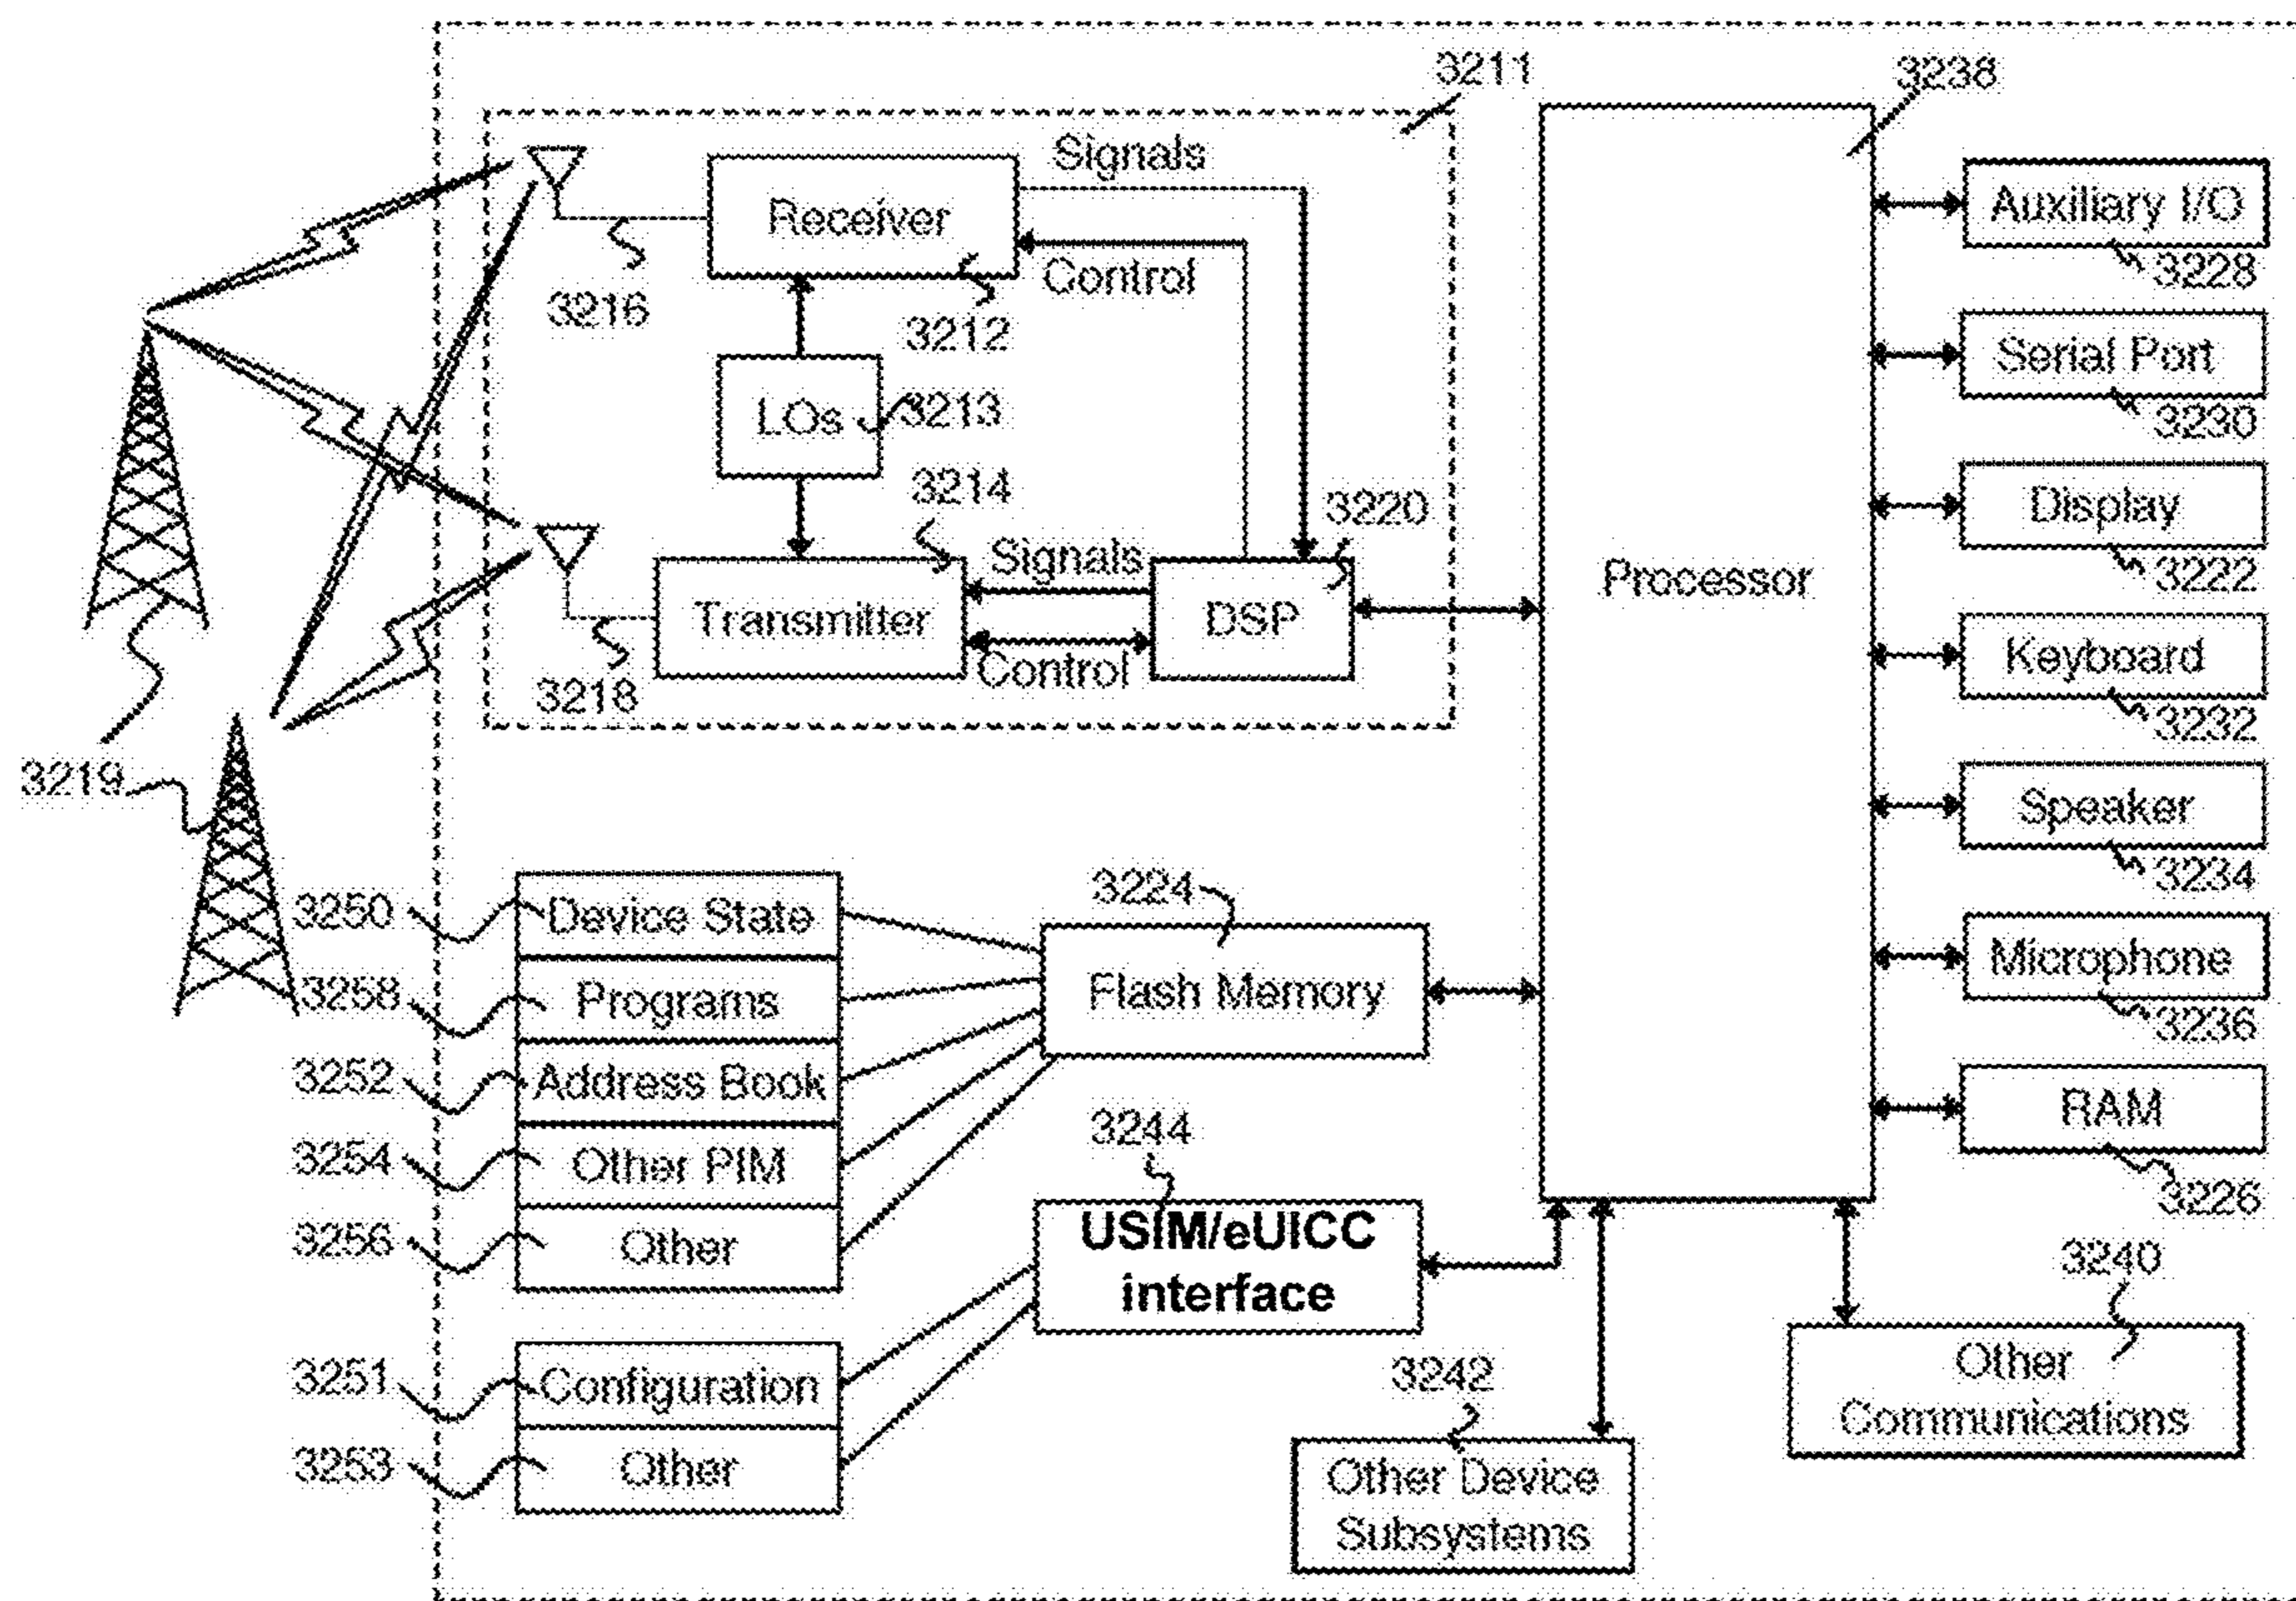 3211
3238
Signals
Receiver
Control
3216
3212
LOs
3213
3214
3220
Signals
Transmitter
DSP
Control
3218
Processor
Auxiliary I/O
3228
Serial Port
3230
Display
3222
Keyboard
3232
Speaker
3234
Microphone
3236
RAM
3226
3219
3250
Device State
3258
Programs
3252
Address Book
3254
Other PIM
3256
Other
3224
Flash Memory
3244
USIM/eUICC
interface
3251
Configuration
3253
Other
3242
Other Device
Subsystems
3240
Other
Communications